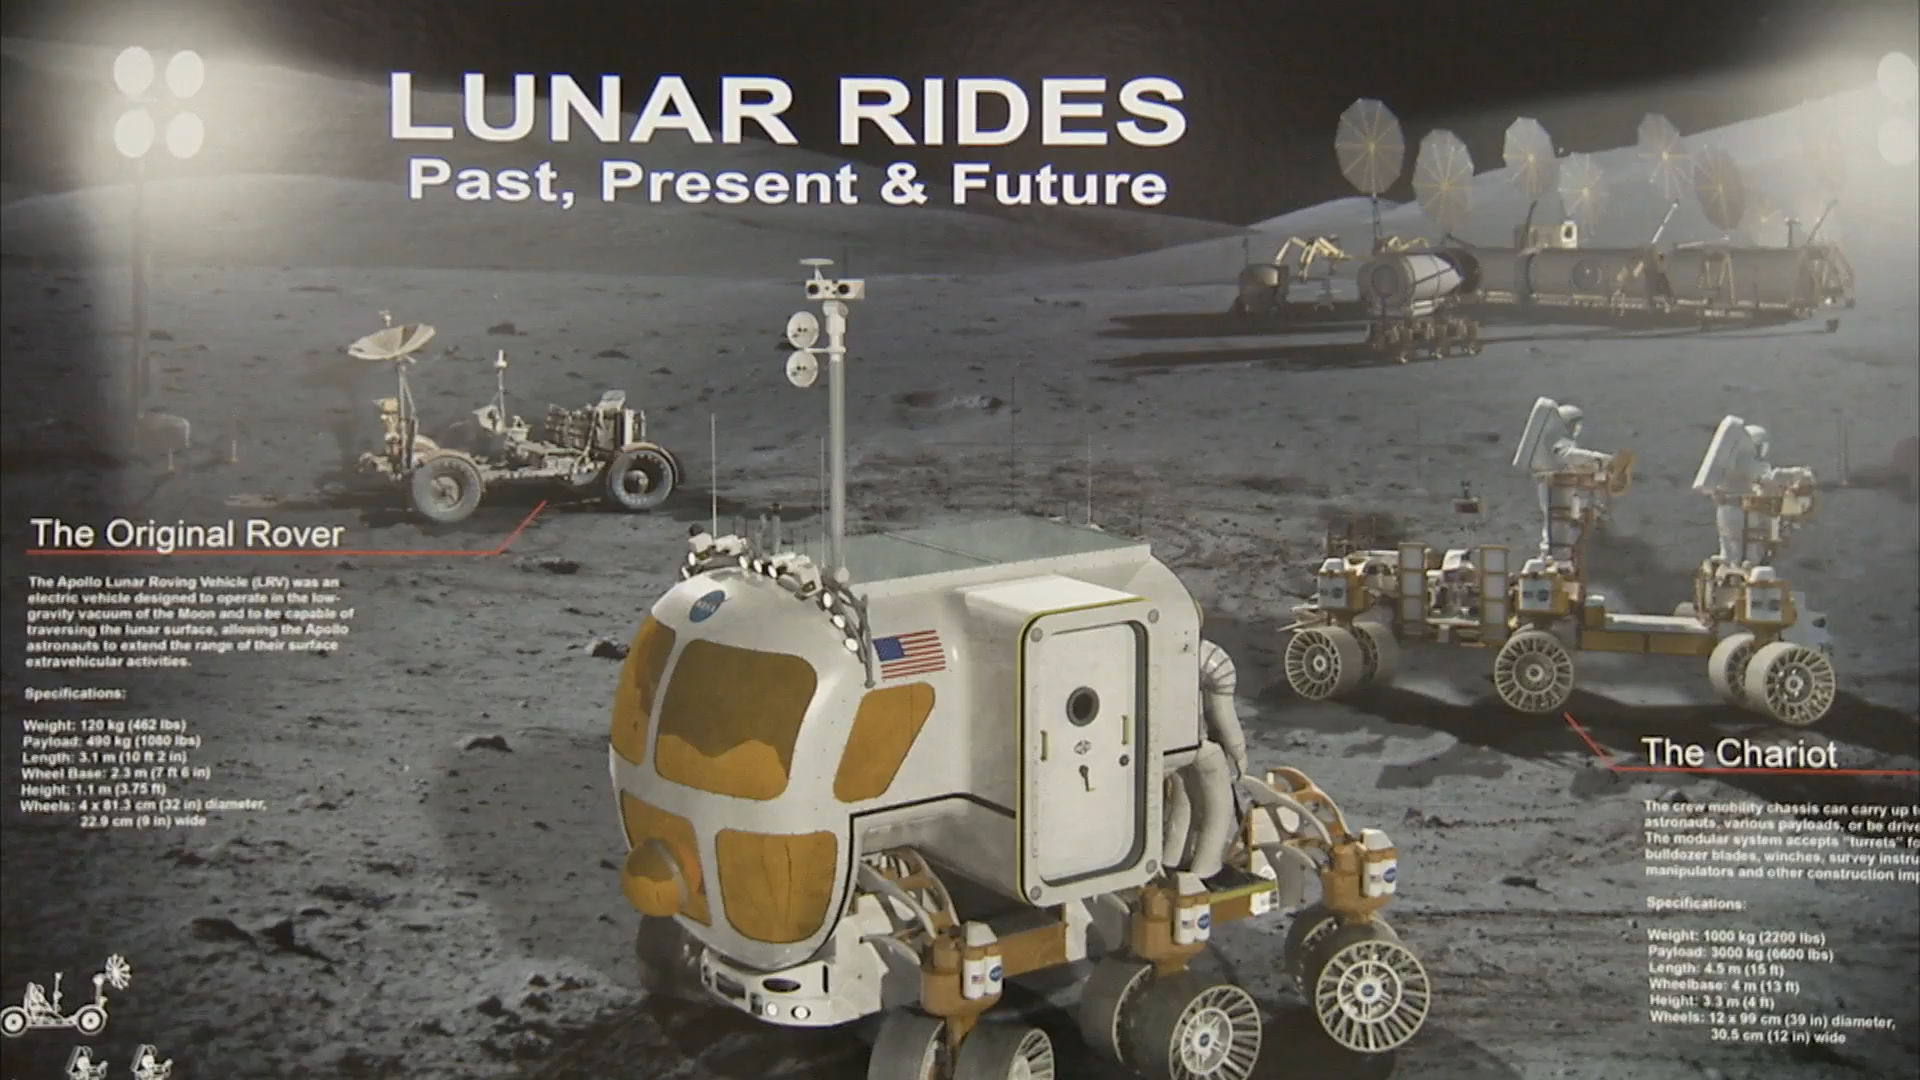 LUNAR RIDES
Past, Present & Future
The Original Rover
The Apollo Lunar Roving Vehicle (LRV) was an
electric vehicle designed to operate in the low-
gravity vacuum of the Moon and to be capable of
traversing the lunar surface, allowing the Apollo
astronauts to extend the range of their surface
extravehicular activities.
Specifications:
Weight: 120 kg (462 lbs)
Payload: 490 kg (1080 lbs)
Length: 3.1 m (10 ft 2 in)
Wheel Base: 2.3 m (7 ft 6 in)
Height: 1.1 m (3.75 ft)
Wheels: 4 x 81.3 cm (32 in) diameter,
22.9 cm (9 in) wide
NASA
The Chariot
The crew mobility chassis can carry up
astronauts, various payloads, or be
The modular system accepts "turrets"
bulldozer blades, winches, survey
manipulators and other construction
Specifications:
Weight: 1000 kg (2200 lbs)
Payload: 3000 kg (6600 lbs)
Length: 4.5 m (15 ft)
Wheelbase: 4 m (13 ft)
Height: 3.3 m (4 ft)
Wheels: 12 x 99 cm (39 in) diameter,
30.5 cm (12 in) wide